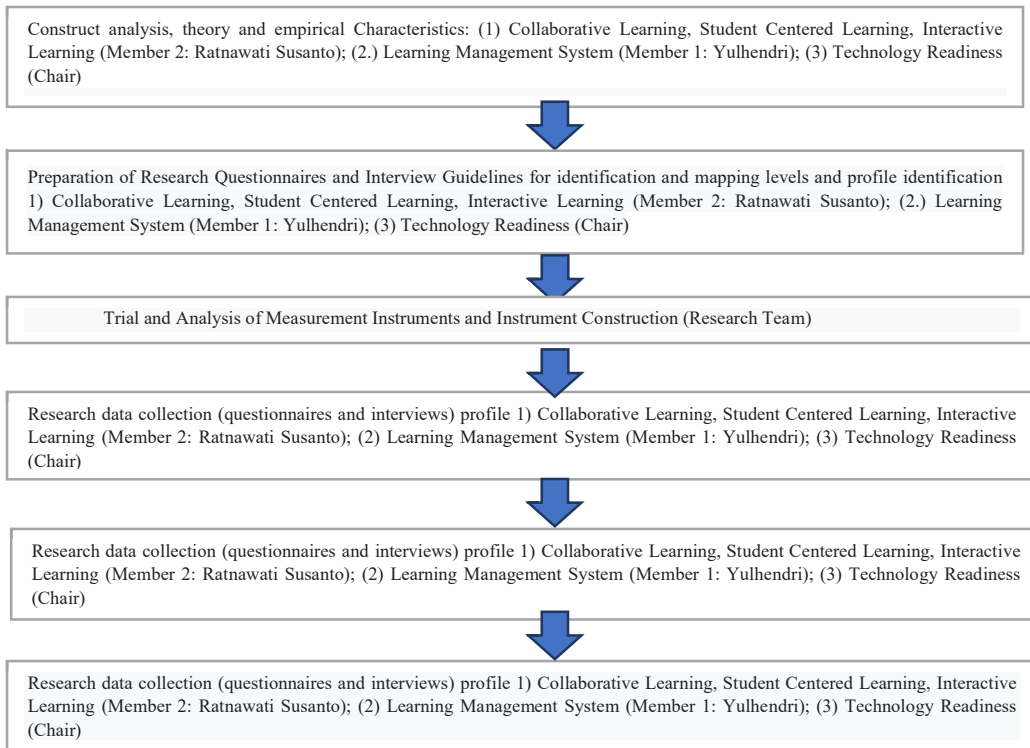 Construct analysis, theory and empirical Characteristics: (1) Collaborative Learning, Student Centered Learning, Interactive
Learning (Member 2: Ratnawati Susanto); (2.) Learning Management System (Member 1: Yulhendri); (3) Technology Readiness
(Chair)
Preparation of Research Questionnaires and Interview Guidelines for identification and mapping levels and profile identification
1) Collaborative Learning, Student Centered Learning, Interactive Learning (Member 2: Ratnawati Susanto); (2.) Learning
Management System (Member 1: Yulhendri); (3) Technology Readiness (Chair)
Trial and Analysis of Measurement Instruments and Instrument Construction (Research Team)
Research data collection (questionnaires and interviews) profile 1) Collaborative Learning, Student Centered Learning, Interactive
Learning (Member 2: Ratnawati Susanto); (2) Learning Management System (Member 1: Yulhendri); (3) Technology Readiness
(Chair)
Research data collection (questionnaires and interviews) profile 1) Collaborative Learning, Student Centered Learning, Interactive
Learning (Member 2: Ratnawati Susanto); (2) Learning Management System (Member 1: Yulhendri); (3) Technology Readiness
(Chair)
Research data collection (questionnaires and interviews) profile 1) Collaborative Learning, Student Centered Learning, Interactive
Learning (Member 2: Ratnawati Susanto); (2) Learning Management System (Member 1: Yulhendri); (3) Technology Readiness
(Chair)